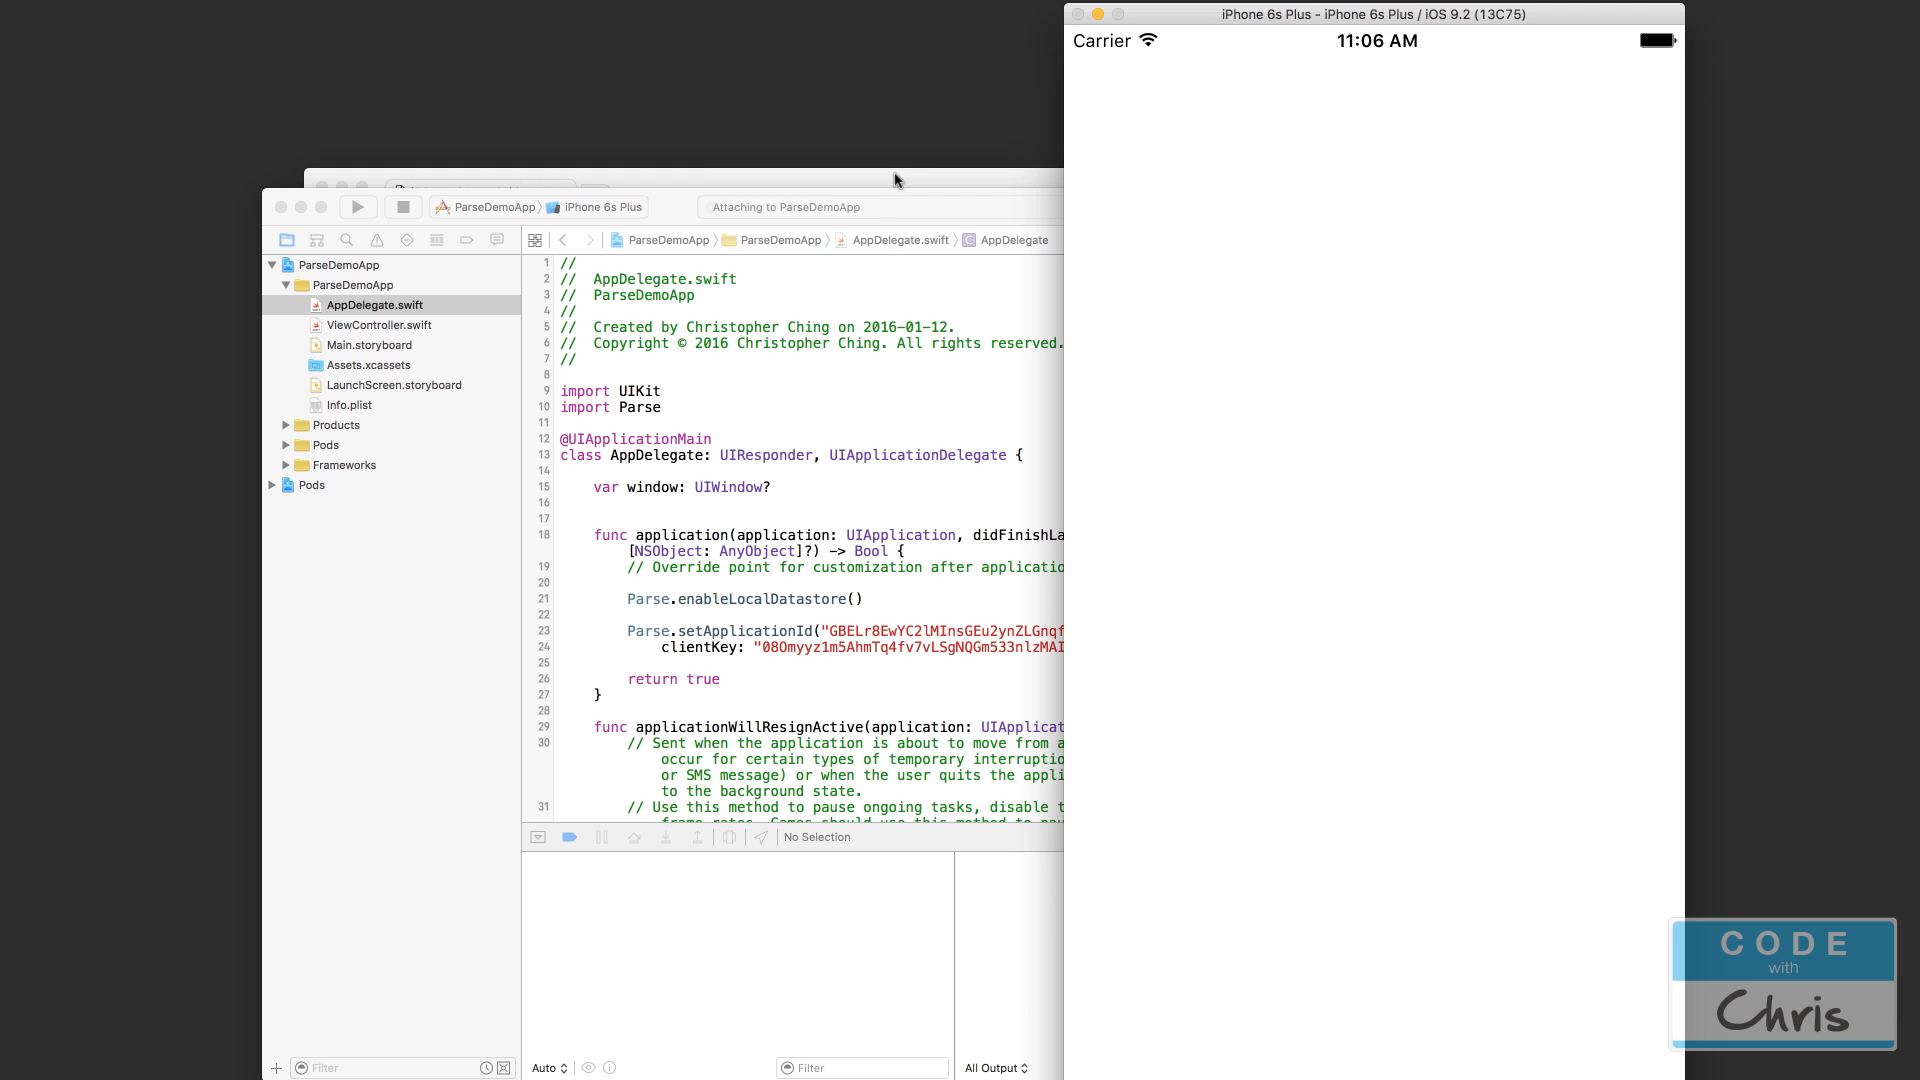 iPhone 6s Plus - iPhone 6s Plus / iOS 9.2 (13C75)
Carrier
11:06 AM
ParseDemoApp
iPhone 6s Plus
Attaching to ParseDemoApp
ParseDemoApp
ParseDemoApp
AppDelegate.swift
AppDelegate
ParseDemoApp
ParseDemoApp
AppDelegate.swift
ViewController.swift
Main.storyboard
Assets.xcassets
LaunchScreen.storyboard
Info.plist
Products
Pods
Frameworks
Pods
1 //
2 // AppDelegate.swift
3 // ParseDemoApp
4 //
5 // Created by Christopher Ching on 2016-01-12.
6 // Copyright © 2016 Christopher Ching. All rights reserved.
7 //
8
9 import UIKit
10 import Parse
11
12 @UIApplicationMain
13 class AppDelegate: UIResponder, UIApplicationDelegate {
14
15 var window: UIWindow?
16
17
18 func application(application: UIApplication, didFinishLa
[NSObject: AnyObject]?) -> Bool {
19 // Override point for customization after applicatio
20
21 Parse.enableLocalDatastore()
22
23 Parse.setApplicationId("GBELr8EwYC2lMInsGEu2ynZLGnqf
24 clientKey: "08Omyyz1m5AhmTq4fv7vLSgNQGm533nlzMAI
25
26 return true
27 }
28
29 func applicationWillResignActive(application: UIApplicat
30 // Sent when the application is about to move from a
occur for certain types of temporary interruptio
or SMS message) or when the user quits the appli
to the background state.
31 // Use this method to pause ongoing tasks, disable t
No Selection
Filter
Auto
Filter
All Output
CODE
with
Chris